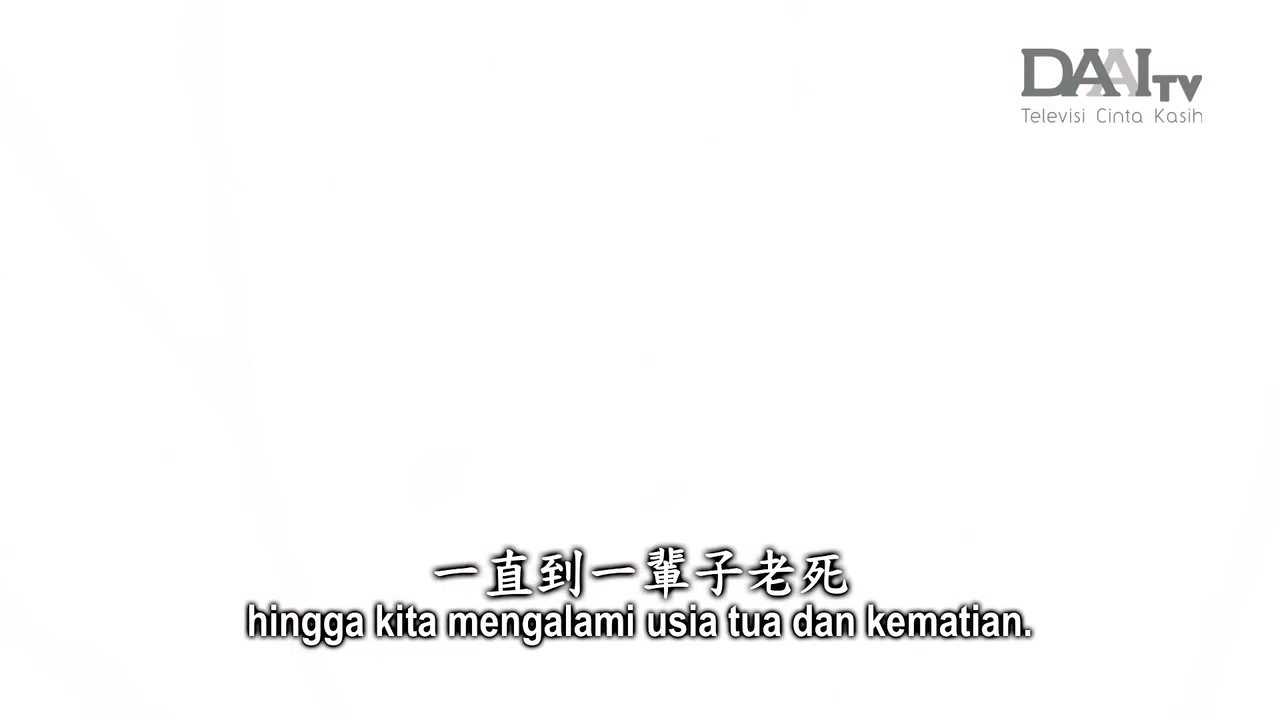 DAAI TV
Televisi Cinta Kasih
一直到一輩子老死
hingga kita mengalami usia tua dan kematian.